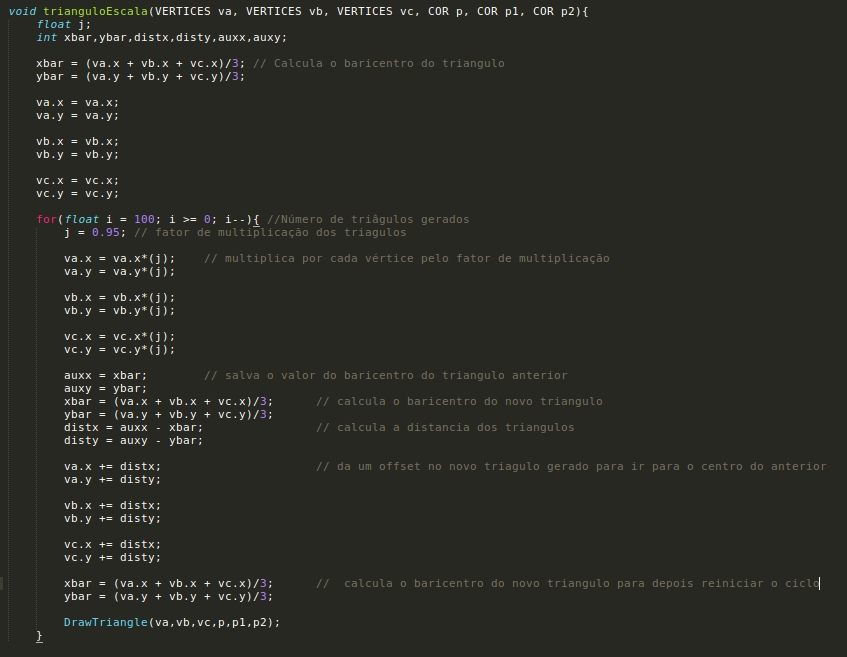 void trianguloEscala(VERTICES va, VERTICES vb, VERTICES vc, COR p, COR p1, COR p2){
    float j;
    int xbar,ybar,distx,disty,auxx,auxy;

    xbar = (va.x + vb.x + vc.x)/3; // Calcula o baricentro do triangulo
    ybar = (va.y + vb.y + vc.y)/3;

    va.x = va.x;
    va.y = va.y;

    vb.x = vb.x;
    vb.y = vb.y;

    vc.x = vc.x;
    vc.y = vc.y;

    for(float i = 100; i >= 0; i--){ //Número de triâgulos gerados
        j = 0.95; // fator de multiplicação dos triagulos

        va.x = va.x*(j);    // multiplica por cada vértice pelo fator de multiplicação
        va.y = va.y*(j);

        vb.x = vb.x*(j);
        vb.y = vb.y*(j);

        vc.x = vc.x*(j);
        vc.y = vc.y*(j);

        auxx = xbar;        // salva o valor do baricentro do triangulo anterior
        auxy = ybar;
        xbar = (va.x + vb.x + vc.x)/3;      // calcula o baricentro do novo triangulo
        ybar = (va.y + vb.y + vc.y)/3;
        distx = auxx - xbar;                // calcula a distancia dos triangulos
        disty = auxy - ybar;

        va.x += distx;                      // da um offset no novo triagulo gerado para ir para o centro do anterior
        va.y += disty;

        vb.x += distx;
        vb.y += disty;

        vc.x += distx;
        vc.y += disty;

        xbar = (va.x + vb.x + vc.x)/3;      //  calcula o baricentro do novo triangulo para depois reiniciar o ciclo
        ybar = (va.y + vb.y + vc.y)/3;

        DrawTriangle(va,vb,vc,p,p1,p2);
    }